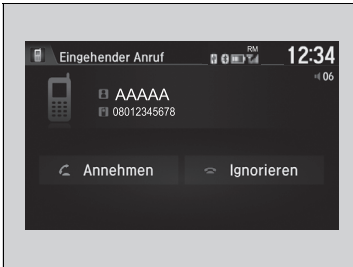 Eingehender Anruf RM 12:34
06
AAAAA
08012345678
Annehmen Ignorieren